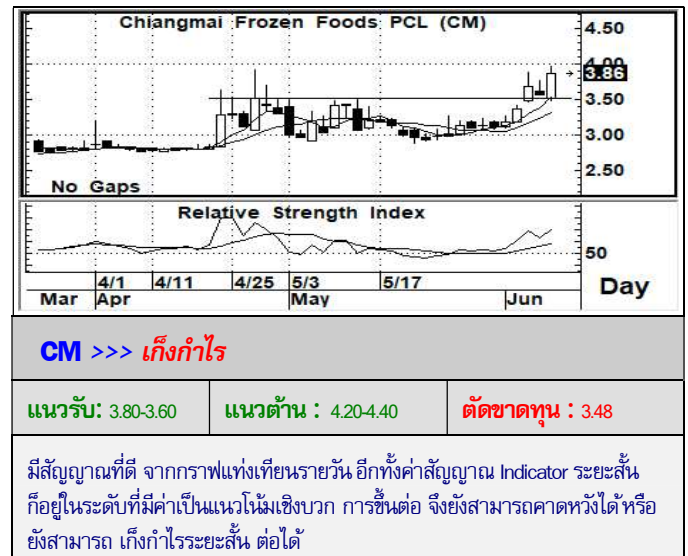 Chiangmai Frozen Foods PCL (CM)
4.50
4.00
3.86
3.50
3.00
2.50
No Gaps
Relative Strength Index
50
4/1 4/11 4/25 5/3 5/17
Mar Apr May Jun
Day
CM >>> เก็งกำไร
แนวรับ: 3.80-3.60 แนวต้าน : 4.20-4.40 ตัดขาดทุน : 3.48
มีสัญญาณที่ดี จากกราฟแท่งเทียนรายวัน อีกทั้งค่าสัญญาณ Indicator ระยะสั้น
ก็อยู่ในระดับที่มีค่าเป็นแนวโน้มเชิงบวก การขึ้นต่อ จึงยังสามารถคาดหวังได้ หรือ
ยังสามารถ เก็งกำไรระยะสั้น ต่อได้